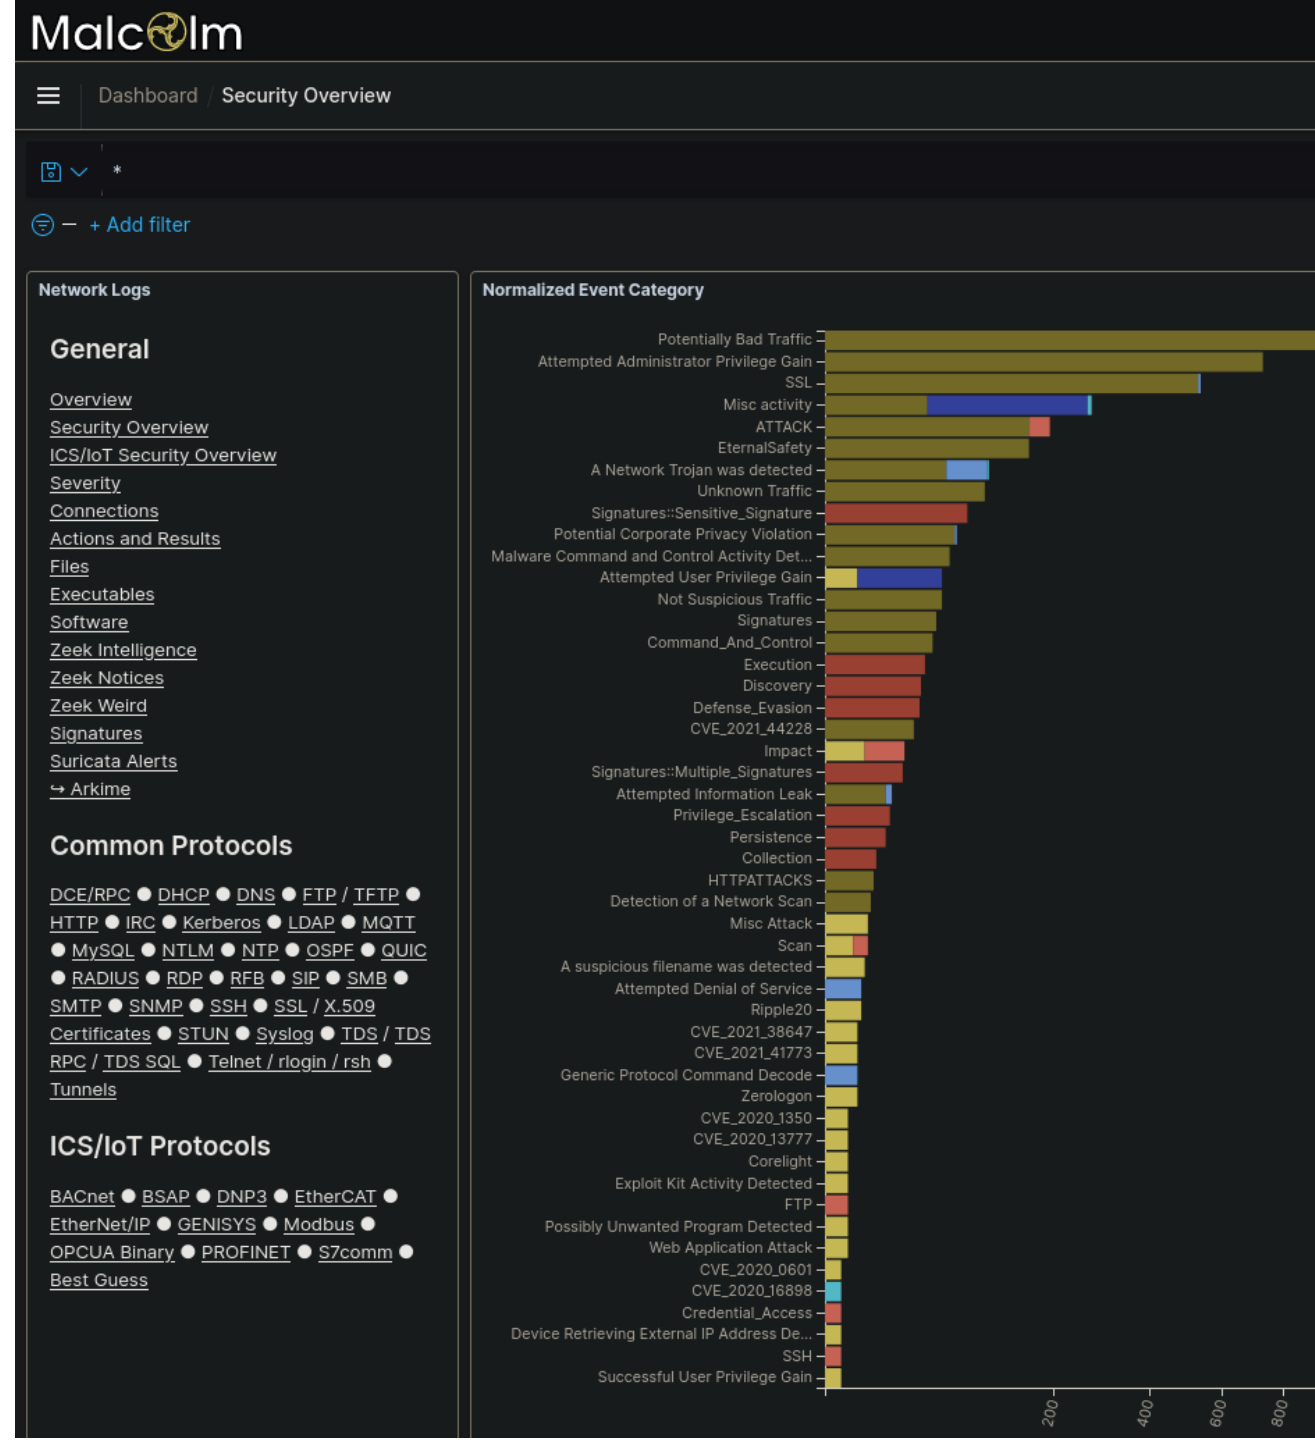 Malcolm
Dashboard / Security Overview
*
+ Add filter
Network Logs
General
Overview
Security Overview
ICS/IoT Security Overview
Severity
Connections
Actions and Results
Files
Executables
Software
Zeek Intelligence
Zeek Notices
Zeek Weird
Signatures
Suricata Alerts
↪ Arkime
Common Protocols
DCE/RPC ● DHCP ● DNS ● FTP / TFTP ●
HTTP ● IRC ● Kerberos ● LDAP ● MQTT
● MySQL ● NTLM ● NTP ● OSPF ● QUIC
● RADIUS ● RDP ● RFB ● SIP ● SMB ●
SMTP ● SNMP ● SSH ● SSL / X.509
Certificates ● STUN ● Syslog ● TDS / TDS
RPC / TDS SQL ● Telnet / rlogin / rsh ●
Tunnels
ICS/IoT Protocols
BACnet ● BSAP ● DNP3 ● EtherCAT ●
EtherNet/IP ● GENISYS ● Modbus ●
OPCUA Binary ● PROFINET ● S7comm ●
Best Guess
Normalized Event Category
Potentially Bad Traffic
Attempted Administrator Privilege Gain
SSL
Misc activity
ATTACK
EternalSafety
A Network Trojan was detected
Unknown Traffic
Signatures::Sensitive_Signature
Potential Corporate Privacy Violation
Malware Command and Control Activity Det...
Attempted User Privilege Gain
Not Suspicious Traffic
Signatures
Command_And_Control
Execution
Discovery
Defense_Evasion
CVE_2021_44228
Impact
Signatures::Multiple_Signatures
Attempted Information Leak
Privilege_Escalation
Persistence
Collection
HTTPATTACKS
Detection of a Network Scan
Misc Attack
Scan
A suspicious filename was detected
Attempted Denial of Service
Ripple20
CVE_2021_38647
CVE_2021_41773
Generic Protocol Command Decode
Zerologon
CVE_2020_1350
CVE_2020_13777
Corelight
Exploit Kit Activity Detected
FTP
Possibly Unwanted Program Detected
Web Application Attack
CVE_2020_0601
CVE_2020_16898
Credential_Access
Device Retrieving External IP Address De...
SSH
Successful User Privilege Gain
200 400 600 800